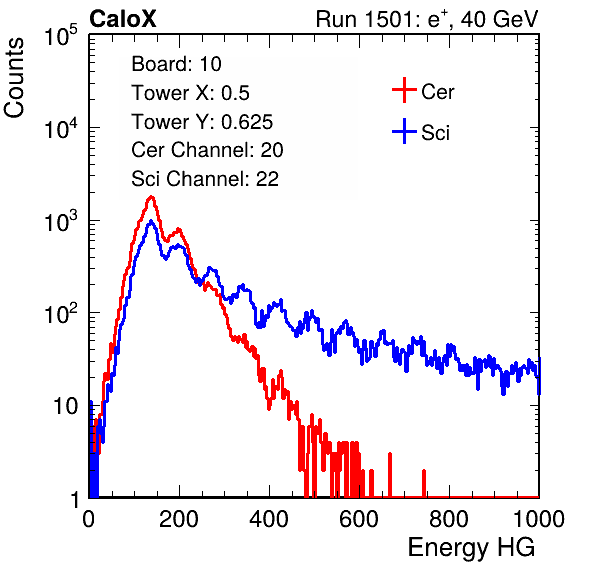 CaloX Run 1501: e⁺, 40 GeV
Counts
10⁵
10⁴
10³
10²
10
1
Board: 10
Tower X: 0.5
Tower Y: 0.625
Cer Channel: 20
Sci Channel: 22
Cer
Sci
0 200 400 600 800 1000
Energy HG